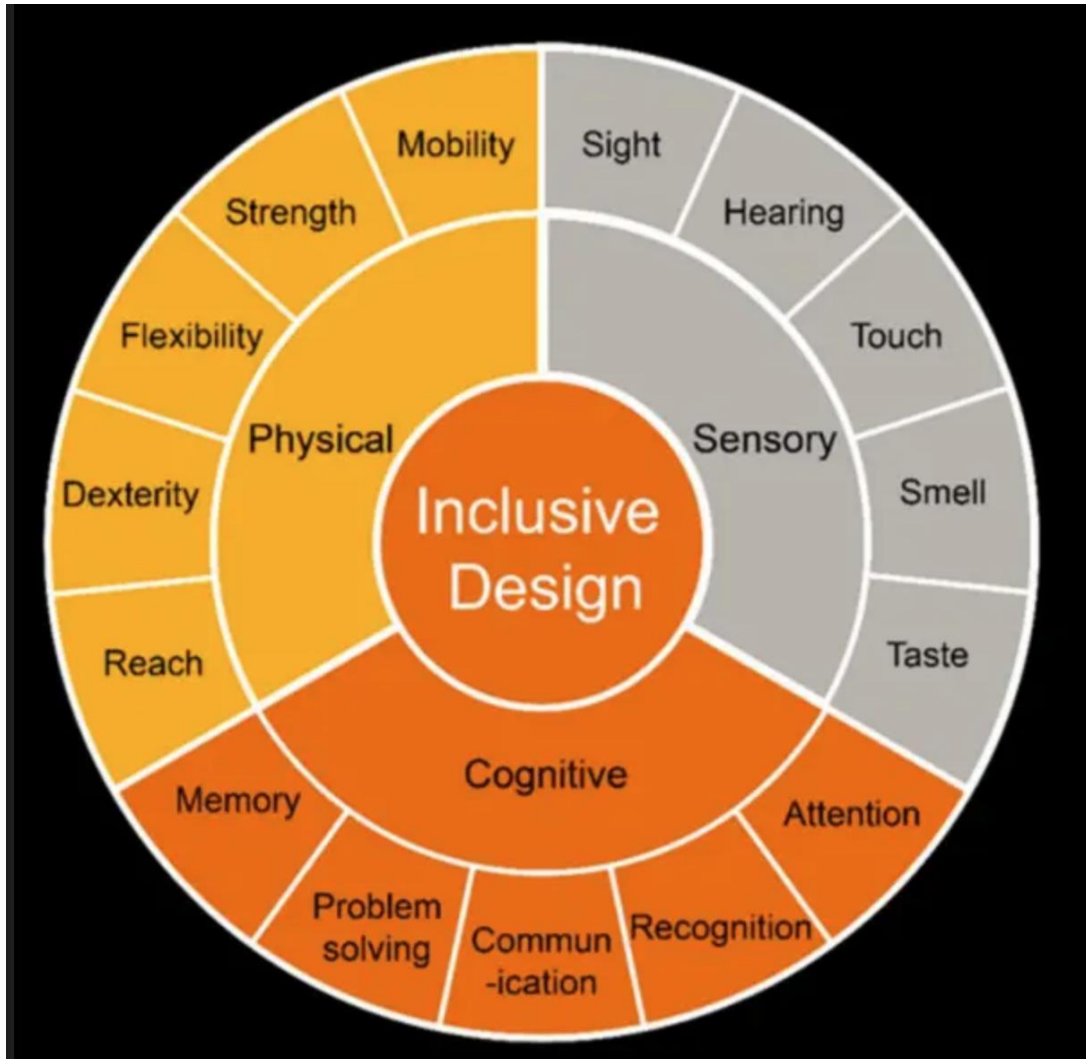 Inclusive
Design
Physical
Sensory
Cognitive
Mobility
Strength
Flexibility
Dexterity
Reach
Sight
Hearing
Touch
Smell
Taste
Attention
Recognition
Commun
-ication
Problem
solving
Memory